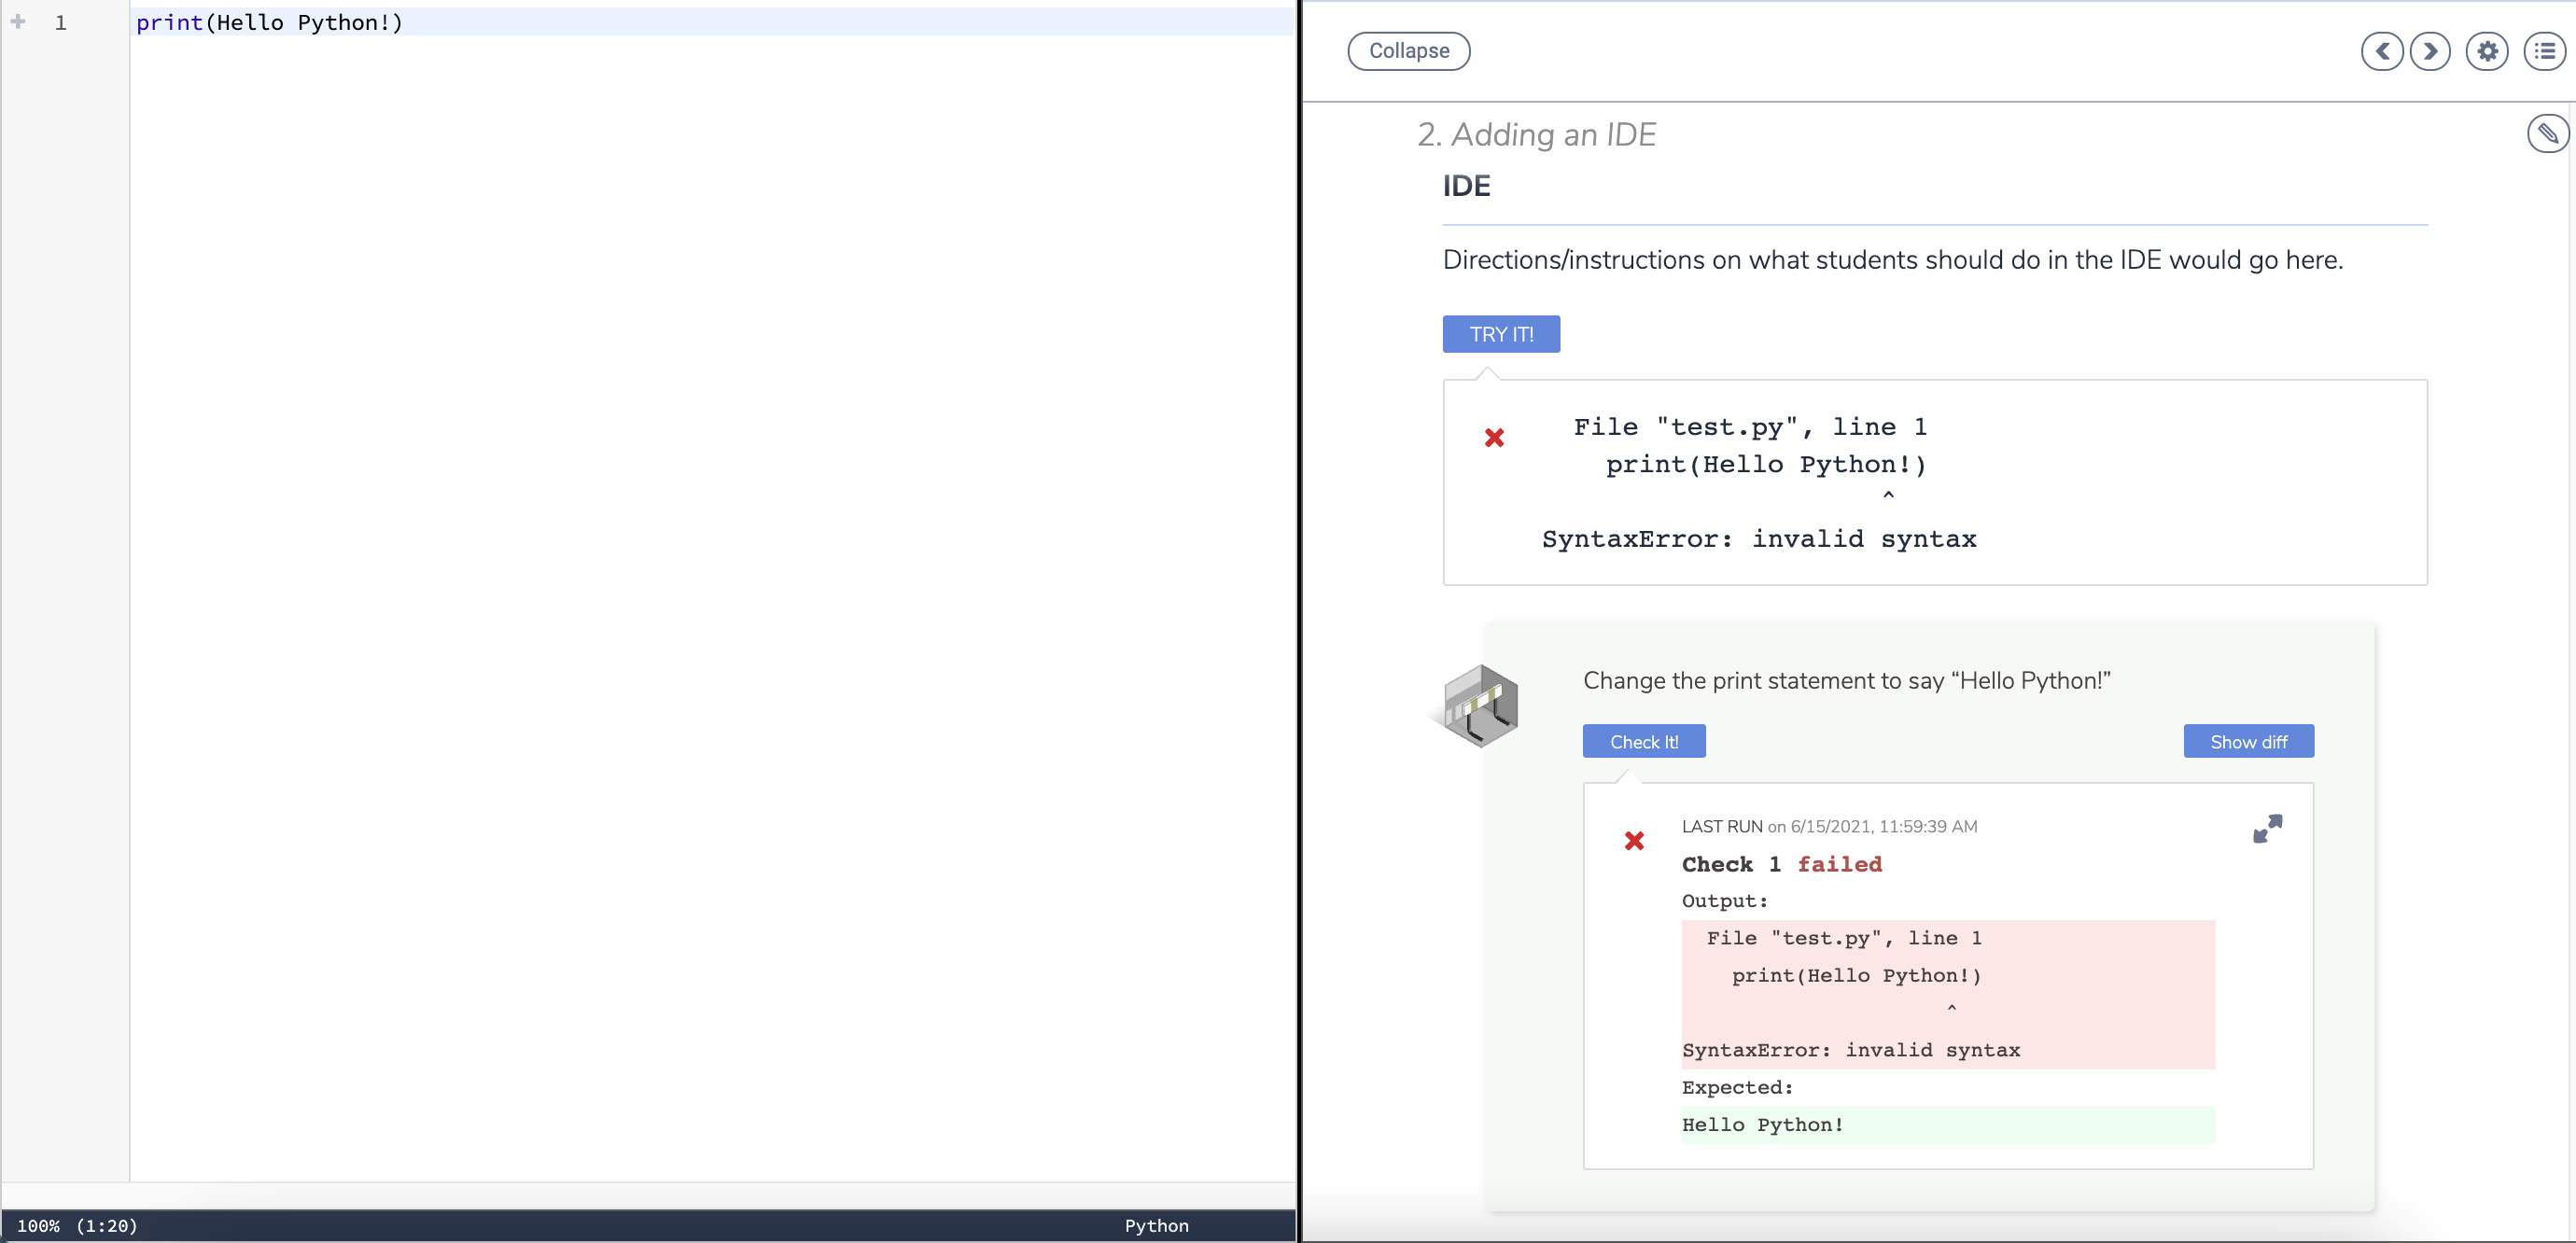 1 print(Hello Python!)
100% (1:20) Python
Collapse
2. Adding an IDE
IDE
Directions/instructions on what students should do in the IDE would go here.
TRY IT!
File "test.py", line 1
print(Hello Python!)
^
SyntaxError: invalid syntax
Change the print statement to say “Hello Python!”
Check It! Show diff
LAST RUN on 6/15/2021, 11:59:39 AM
Check 1 failed
Output:
File "test.py", line 1
print(Hello Python!)
^
SyntaxError: invalid syntax
Expected:
Hello Python!